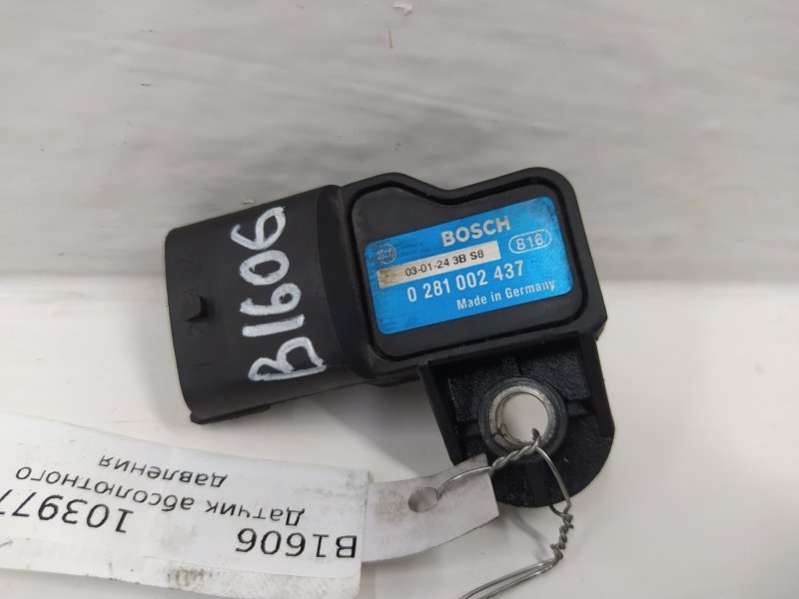 BOSCH
03-01-24 3B S8
816
0 281 002 437
Made in Germany
B1606
B1606
103977
Датчик абсолютного
давления